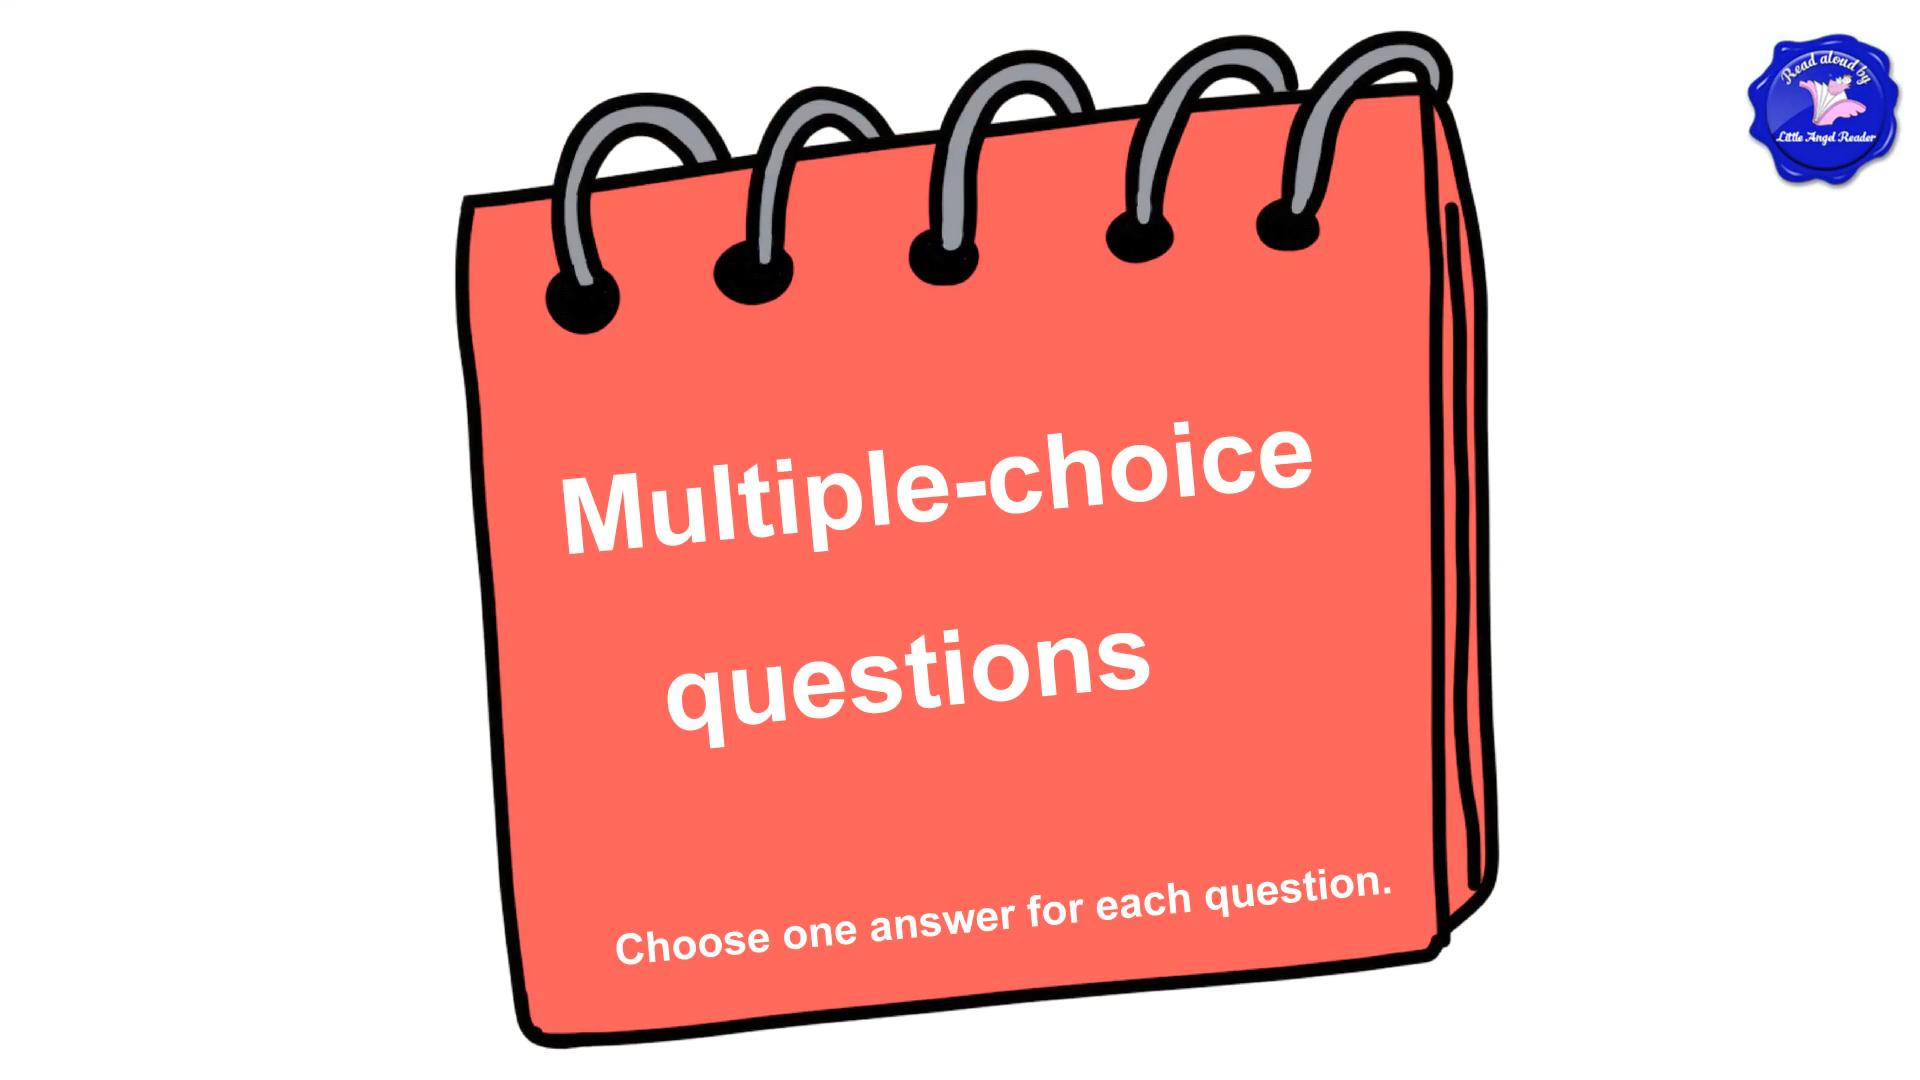 Read aloud by
Little Angel Reader
Multiple-choice
questions
Choose one answer for each question.